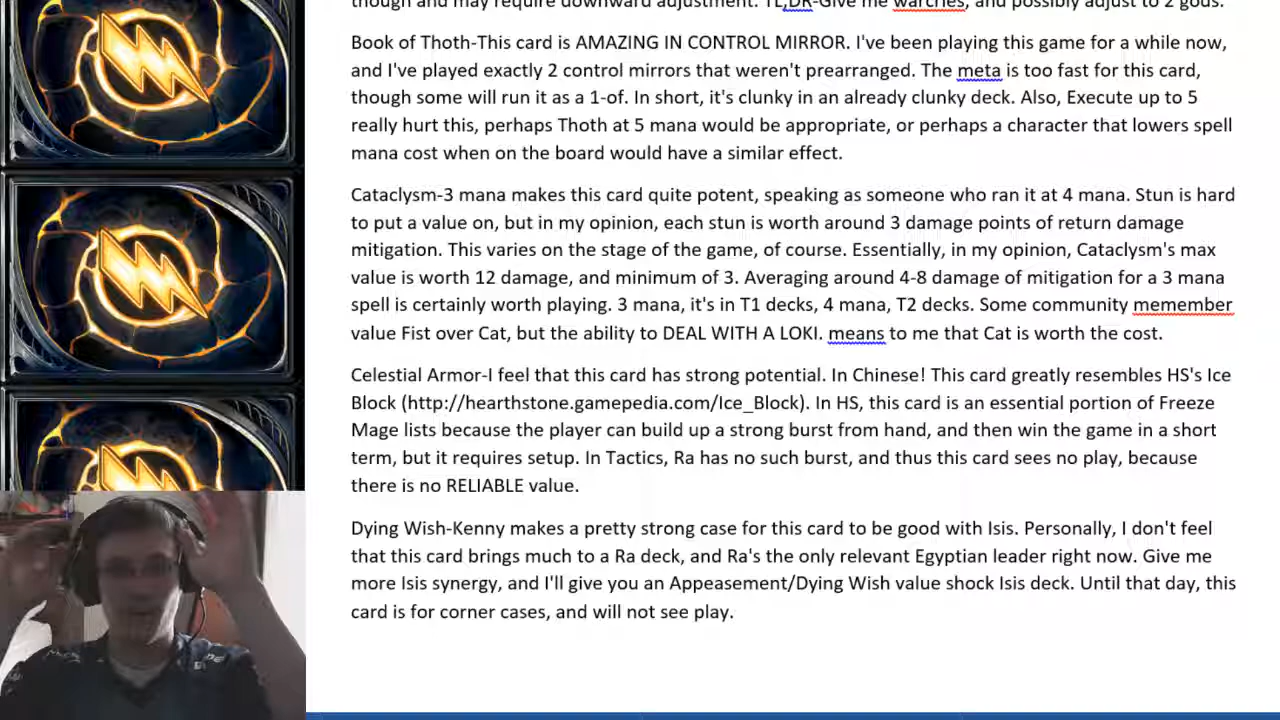 though and may require downward adjustment. TL;DR-Give me warcries, and possibly adjust to 2 gods.
Book of Thoth-This card is AMAZING IN CONTROL MIRROR. I've been playing this game for a while now,
and I've played exactly 2 control mirrors that weren't prearranged. The meta is too fast for this card,
though some will run it as a 1-of. In short, it's clunky in an already clunky deck. Also, Execute up to 5
really hurt this, perhaps Thoth at 5 mana would be appropriate, or perhaps a character that lowers spell
mana cost when on the board would have a similar effect.
Cataclysm-3 mana makes this card quite potent, speaking as someone who ran it at 4 mana. Stun is hard
to put a value on, but in my opinion, each stun is worth around 3 damage points of return damage
mitigation. This varies on the stage of the game, of course. Essentially, in my opinion, Cataclysm's max
value is worth 12 damage, and minimum of 3. Averaging around 4-8 damage of mitigation for a 3 mana
spell is certainly worth playing. 3 mana, it's in T1 decks, 4 mana, T2 decks. Some community memember
value Fist over Cat, but the ability to DEAL WITH A LOKI. means to me that Cat is worth the cost.
Celestial Armor-I feel that this card has strong potential. In Chinese! This card greatly resembles HS's Ice
Block (http://hearthstone.gamepedia.com/Ice_Block). In HS, this card is an essential portion of Freeze
Mage lists because the player can build up a strong burst from hand, and then win the game in a short
term, but it requires setup. In Tactics, Ra has no such burst, and thus this card sees no play, because
there is no RELIABLE value.
Dying Wish-Kenny makes a pretty strong case for this card to be good with Isis. Personally, I don't feel
that this card brings much to a Ra deck, and Ra's the only relevant Egyptian leader right now. Give me
more Isis synergy, and I'll give you an Appeasement/Dying Wish value shock Isis deck. Until that day, this
card is for corner cases, and will not see play.